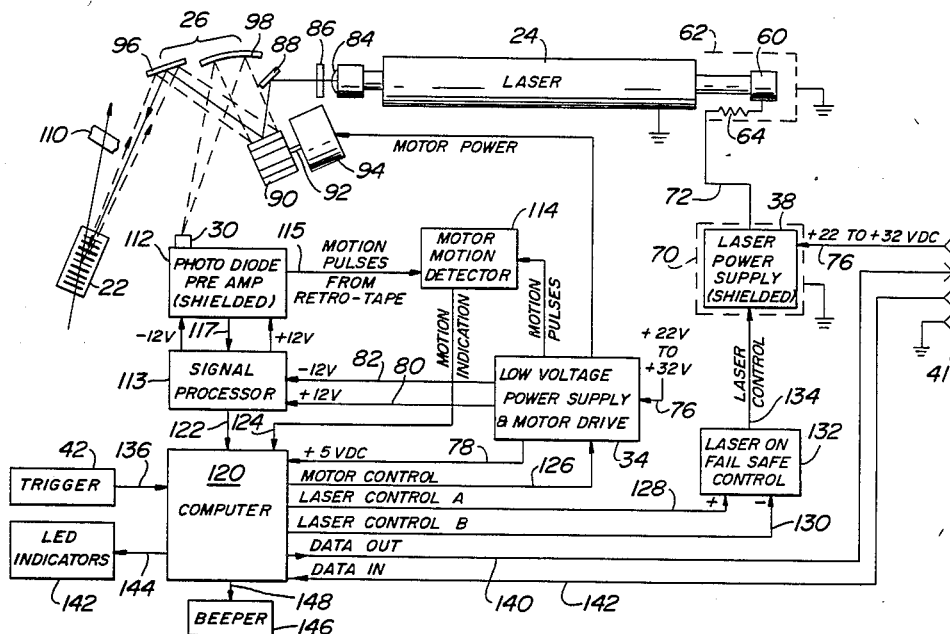 26
98
96
88
86
84
24
62
60
LASER
110
64
MOTOR POWER
90
92
94
72
38
30
112
115
114
+22 TO +32 VDC
70
LASER
POWER
SUPPLY
(SHIELDED)
76
PHOTO DIODE
PRE AMP
(SHIELDED)
MOTION
PULSES
FROM
RETRO-TAPE
MOTOR
MOTION
DETECTOR
22
-12V
117
+12V
MOTION
INDICATION
MOTION
PULSES
+22V
TO
+32V
41
113
SIGNAL
PROCESSOR
82
80
-12V
+12V
LOW VOLTAGE
POWER SUPPLY
& MOTOR DRIVE
76
LASER
CONTROL
134
122
124
34
42
136
+5 VDC
78
126
LASER ON
FAIL SAFE
CONTROL
132
TRIGGER
120
COMPUTER
MOTOR CONTROL
LASER CONTROL A
128
+
-
LASER CONTROL B
130
LED
INDICATORS
144
DATA OUT
140
DATA IN
142
142
148
BEEPER
146